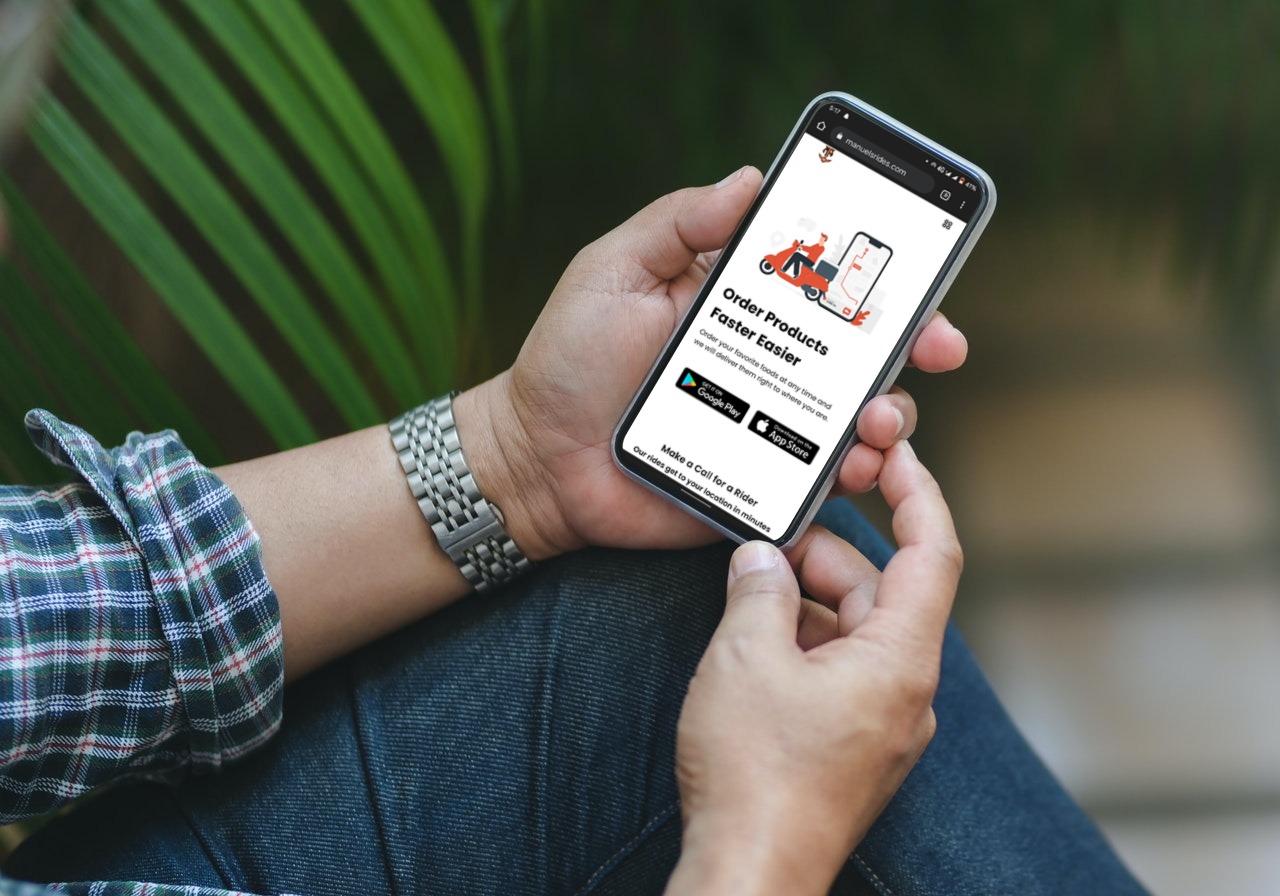 5:17
manuelsrides.com
41%
Order Products
Faster Easier
Order your favorite foods at any time and
we will deliver them right to where you are.
GET IT ON
Google Play
Download on the
App Store
Make a Call for a Rider
Our rides get to your location in minutes